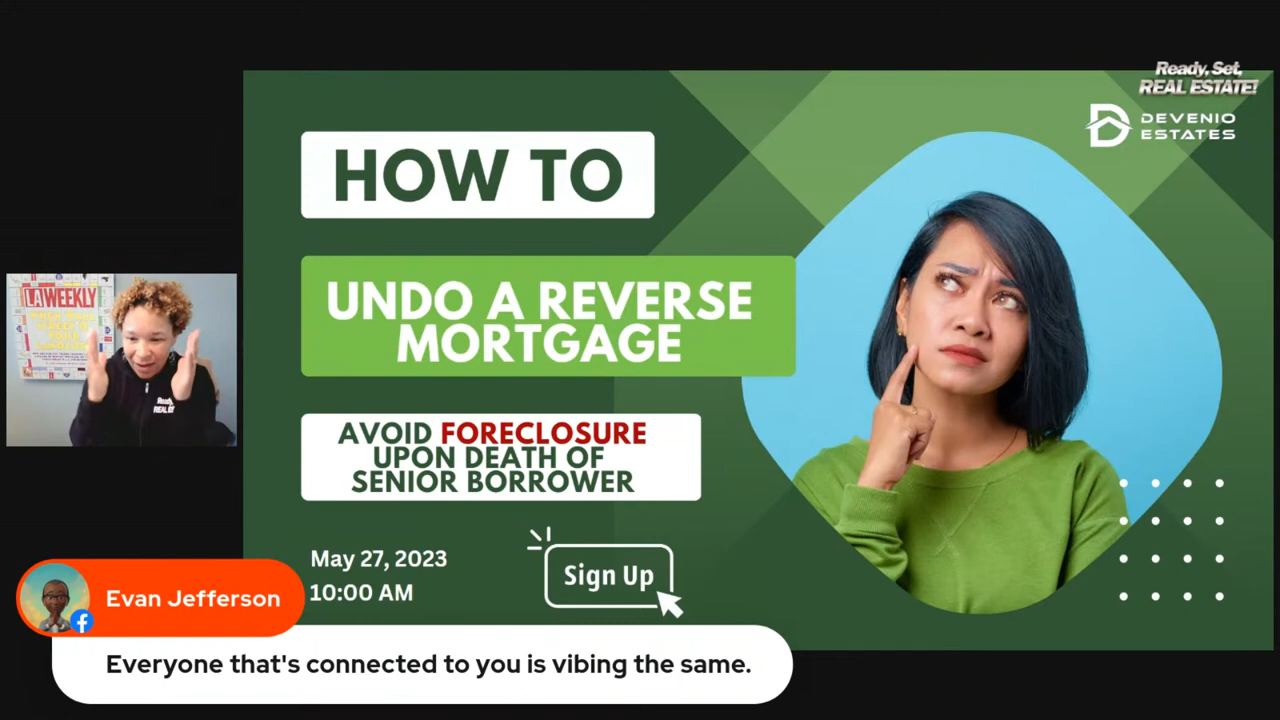 Ready, Set,
REAL ESTATE!
DEVENIO
ESTATES
HOW TO
UNDO A REVERSE
MORTGAGE
AVOID FORECLOSURE
UPON DEATH OF
SENIOR BORROWER
May 27, 2023
10:00 AM
Sign Up
LA WEEKLY
Evan Jefferson
Everyone that's connected to you is vibing the same.